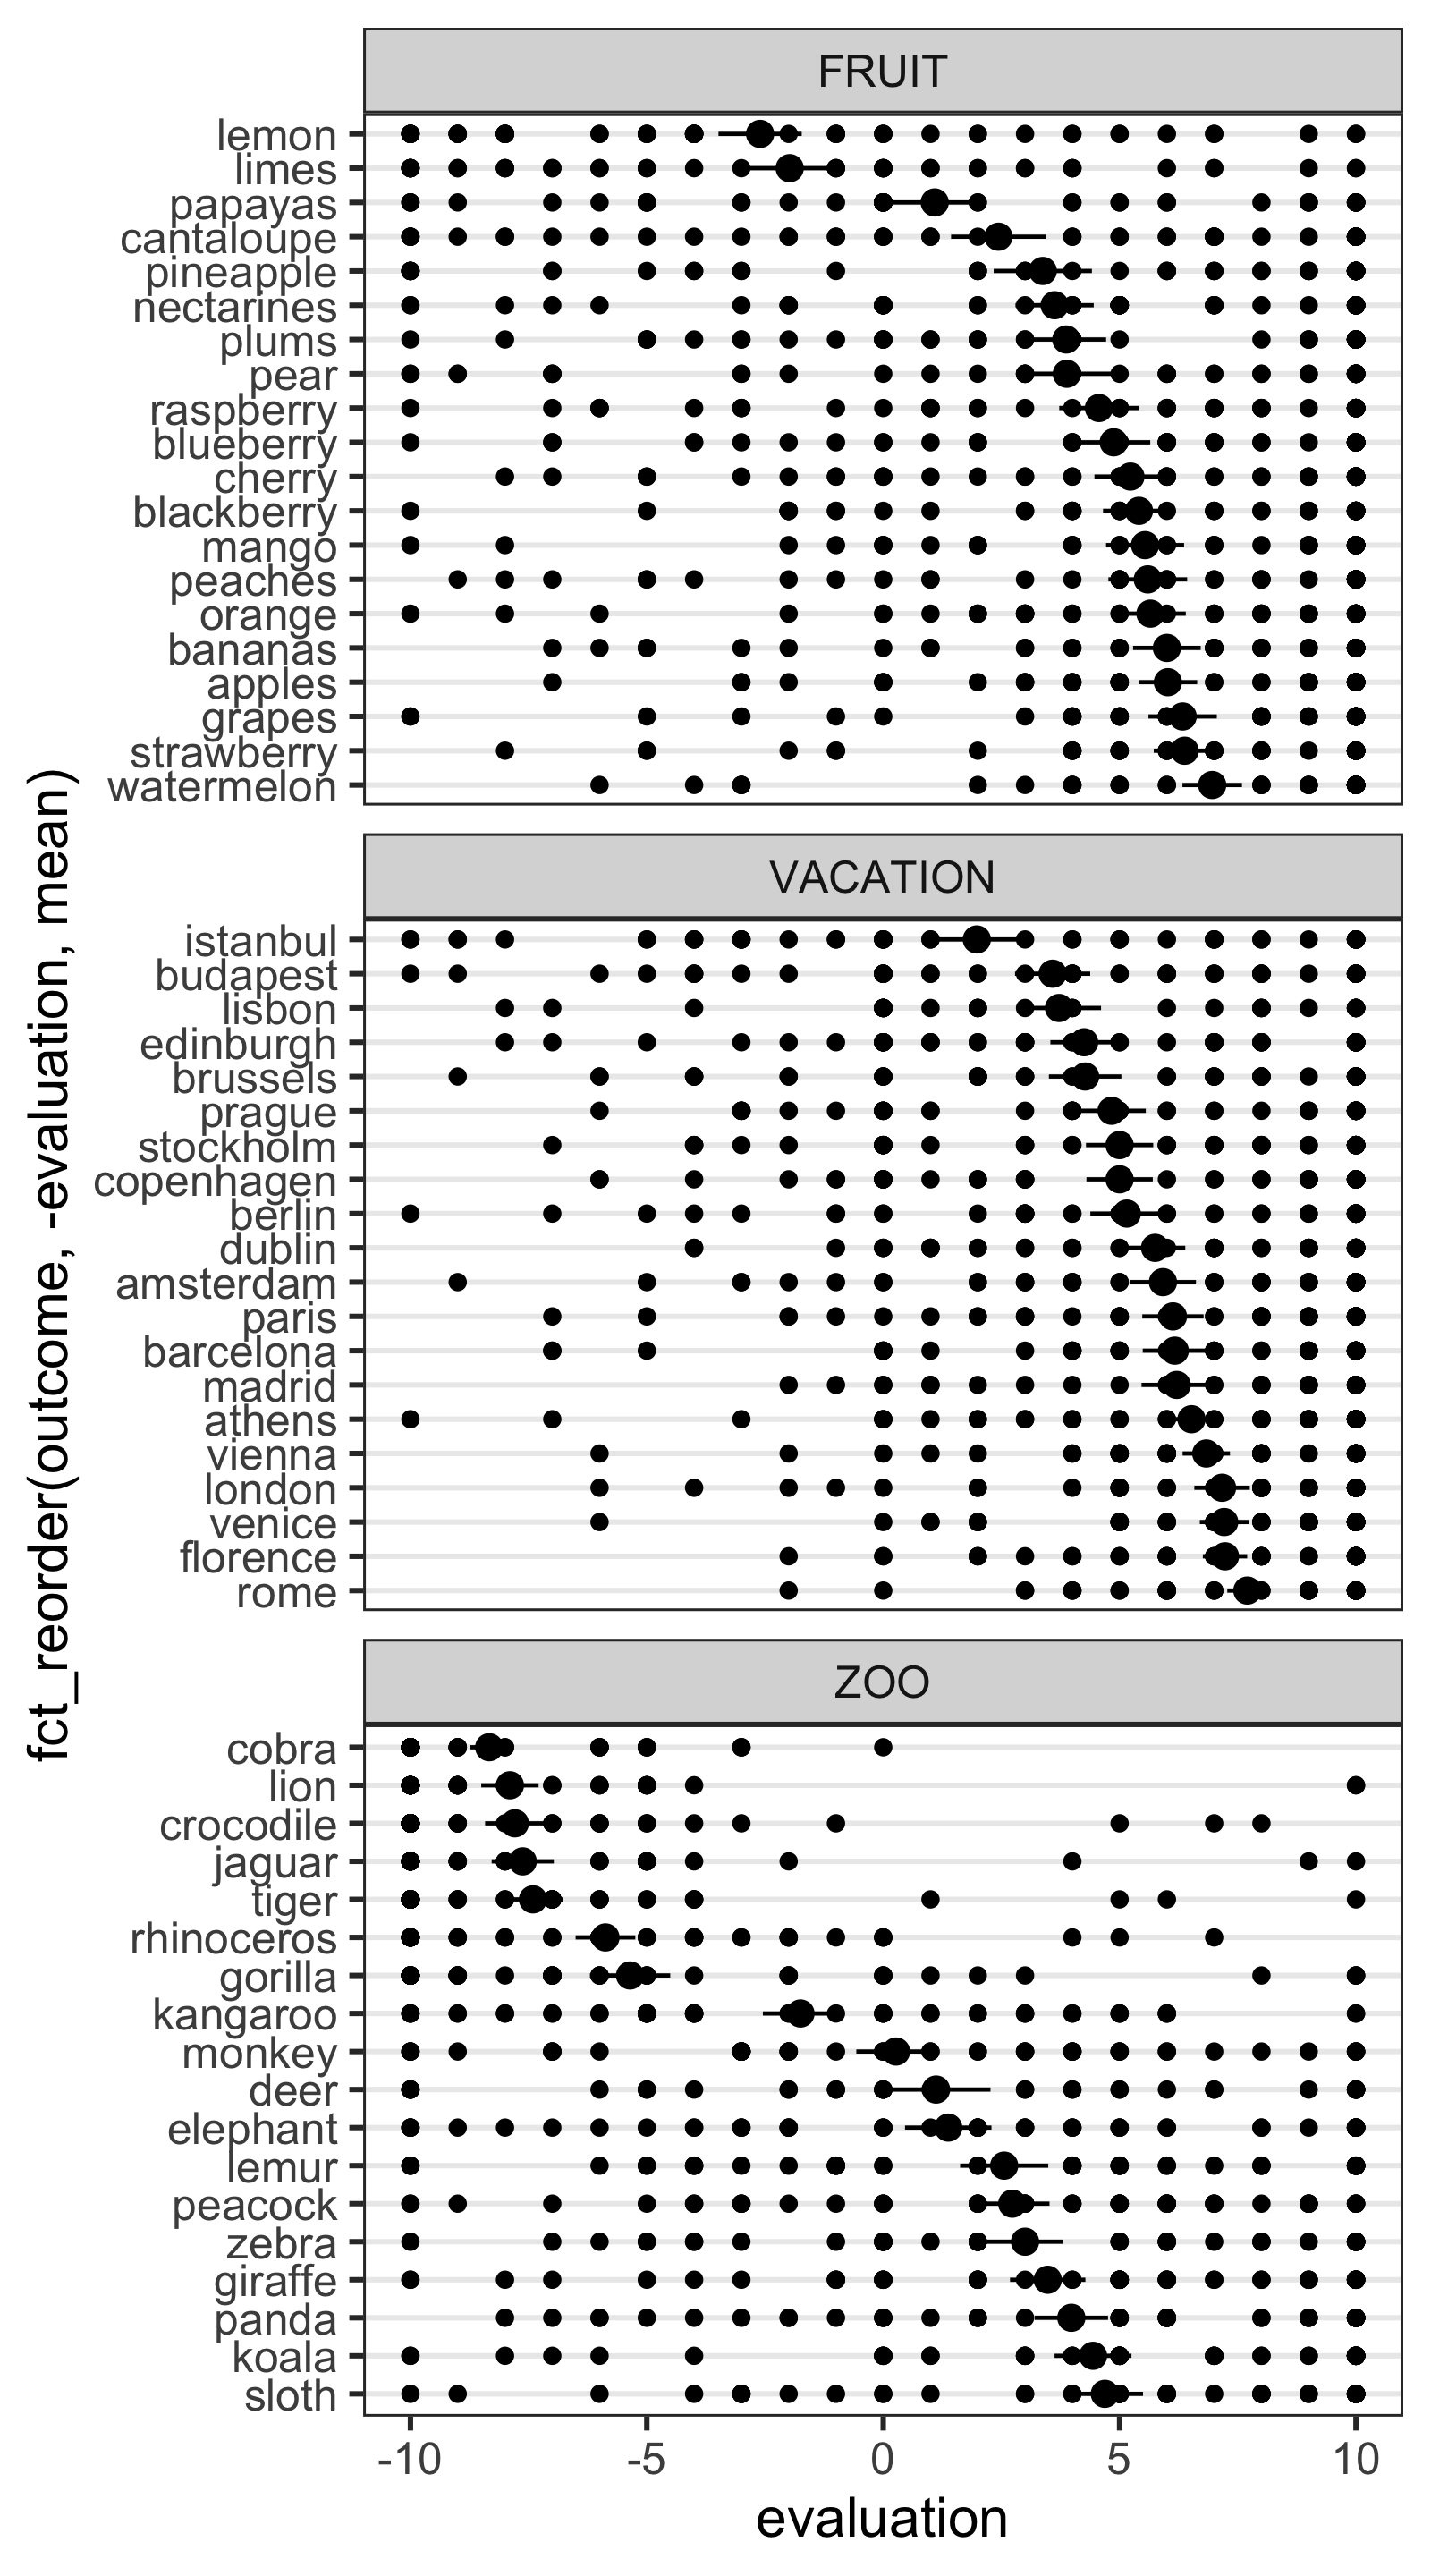 FRUIT
lemon
limes
papayas
cantaloupe
pineapple
nectarines
plums
pear
raspberry
blueberry
cherry
blackberry
mango
peaches
orange
bananas
apples
grapes
strawberry
watermelon
VACATION
istanbul
budapest
lisbon
edinburgh
brussels
prague
stockholm
copenhagen
berlin
dublin
amsterdam
paris
barcelona
madrid
athens
vienna
london
venice
florence
rome
ZOO
cobra
lion
crocodile
jaguar
tiger
rhinoceros
gorilla
kangaroo
monkey
deer
elephant
lemur
peacock
zebra
giraffe
panda
koala
sloth
-10 -5 0 5 10
evaluation
fct_reorder(outcome, -evaluation, mean)